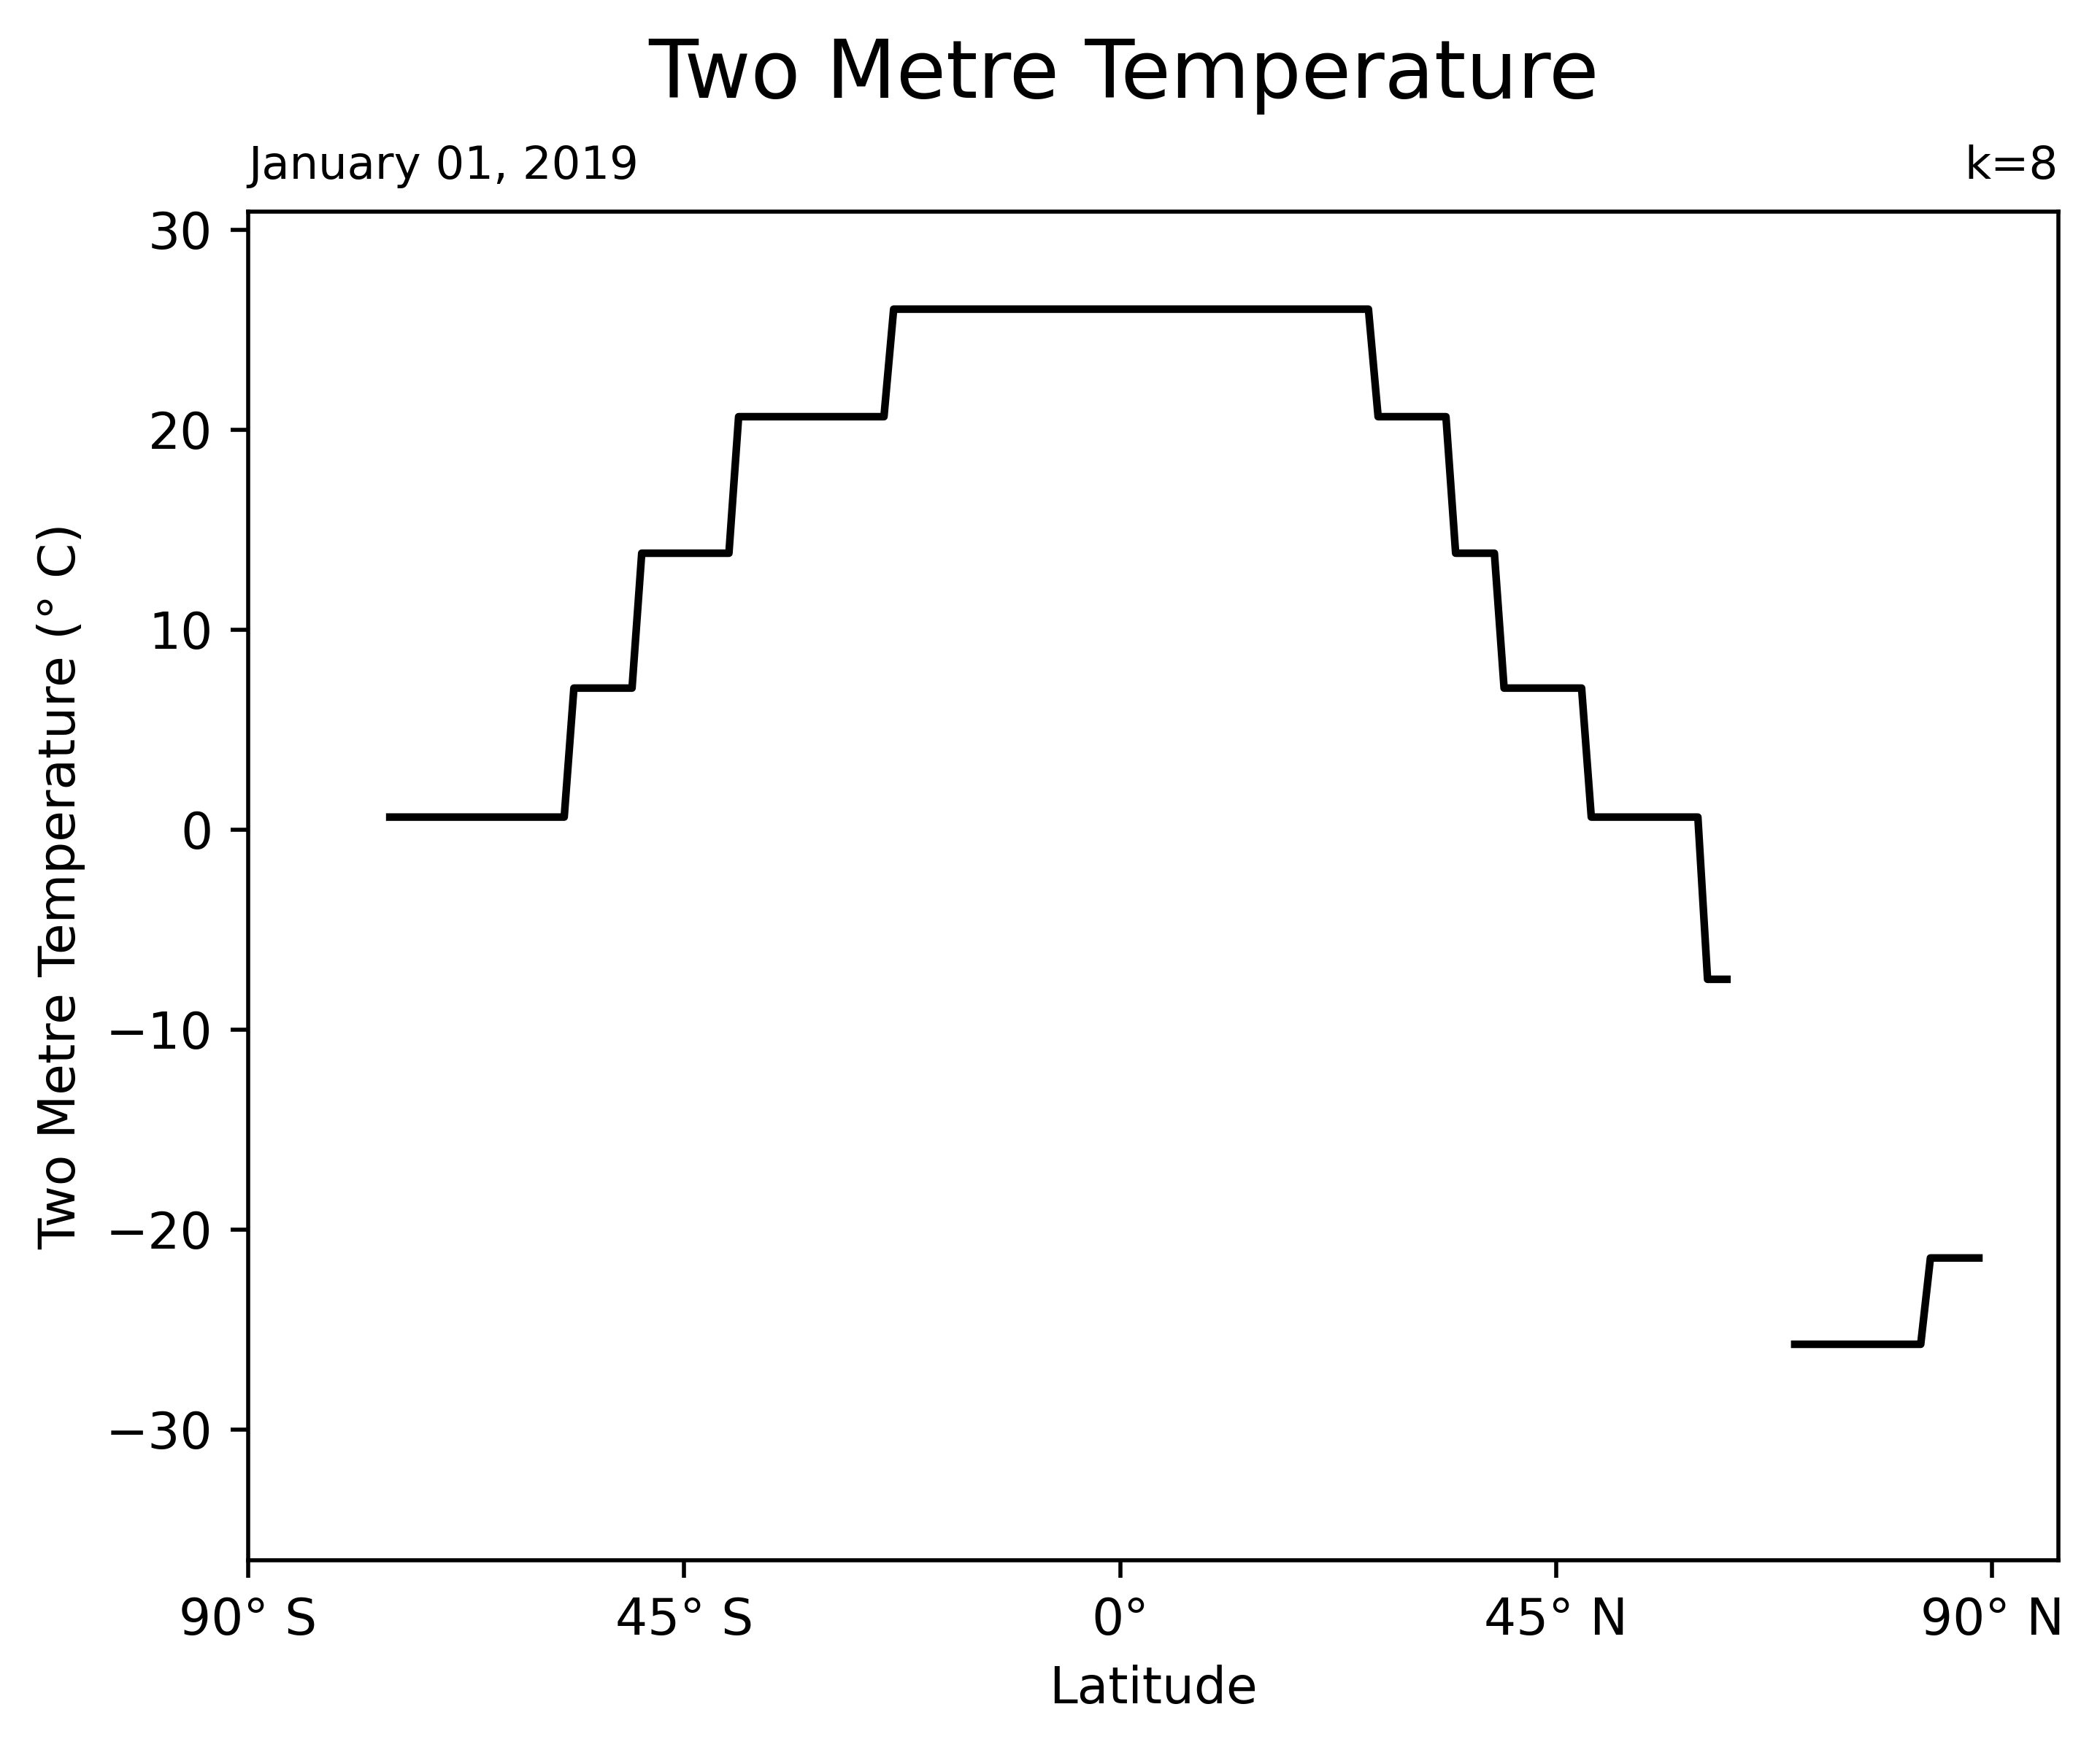 Two Metre Temperature
January 01, 2019 k=8
30
20
10
0
−10
−20
−30
Two Metre Temperature (° C)
90° S 45° S 0° 45° N 90° N
Latitude